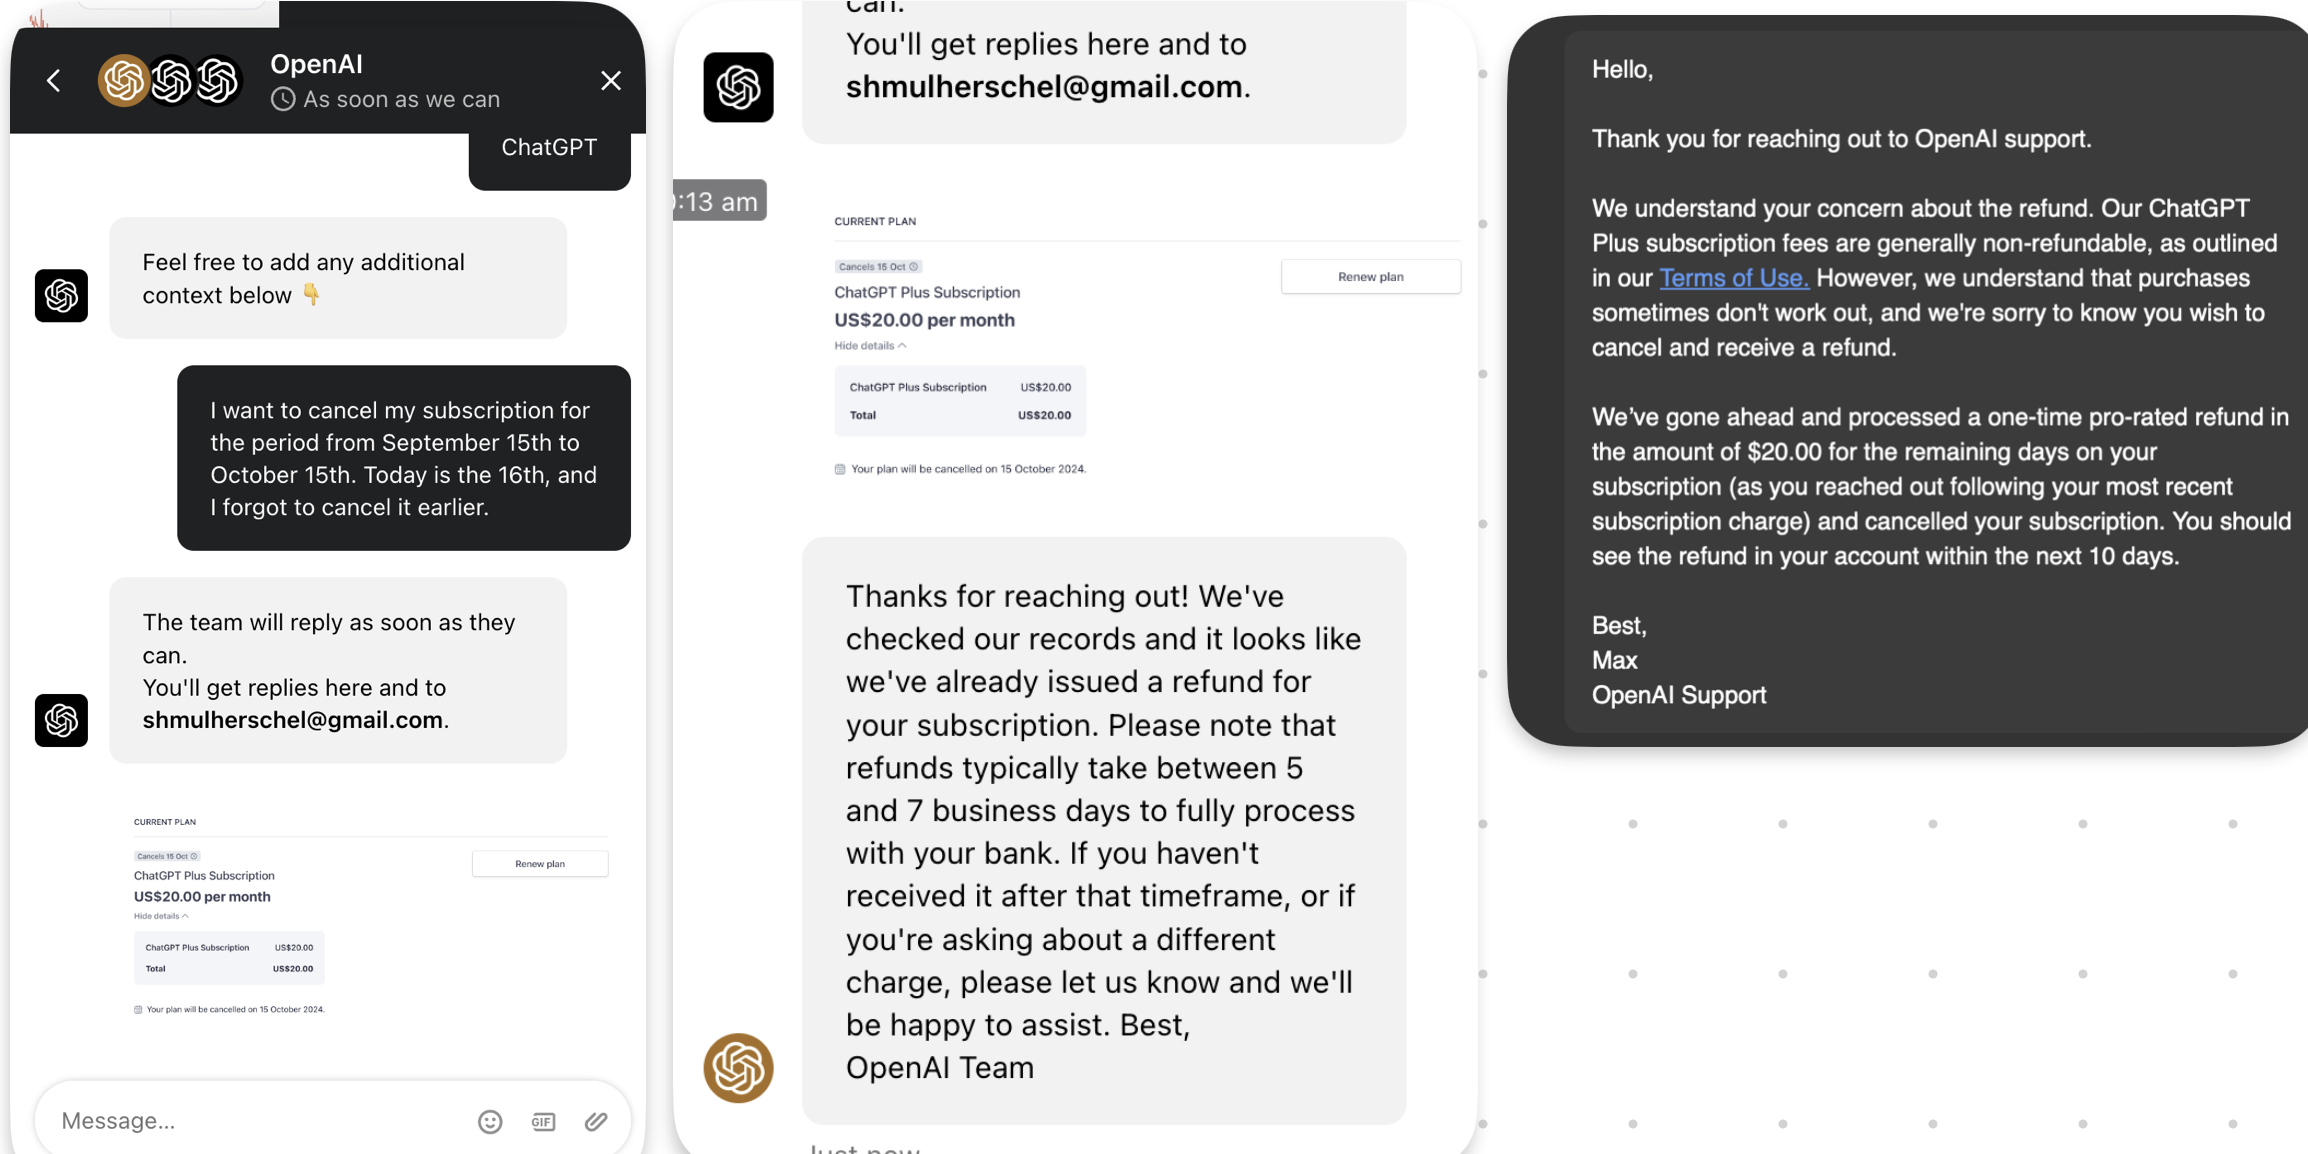 OpenAI
As soon as we can
ChatGPT
Feel free to add any additional
context below 👇
I want to cancel my subscription for
the period from September 15th to
October 15th. Today is the 16th, and
I forgot to cancel it earlier.
The team will reply as soon as they
can.
You'll get replies here and to
shmulherschel@gmail.com.
CURRENT PLAN
Cancels 15 Oct
Renew plan
ChatGPT Plus Subscription
US$20.00 per month
Hide details
ChatGPT Plus Subscription US$20.00
Total US$20.00
Your plan will be cancelled on 15 October 2024.
Message...
GIF
can.
You'll get replies here and to
shmulherschel@gmail.com.
:13 am
CURRENT PLAN
Cancels 15 Oct
Renew plan
ChatGPT Plus Subscription
US$20.00 per month
Hide details
ChatGPT Plus Subscription US$20.00
Total US$20.00
Your plan will be cancelled on 15 October 2024.
Thanks for reaching out! We've
checked our records and it looks like
we've already issued a refund for
your subscription. Please note that
refunds typically take between 5
and 7 business days to fully process
with your bank. If you haven't
received it after that timeframe, or if
you're asking about a different
charge, please let us know and we'll
be happy to assist. Best,
OpenAI Team
Just now
Hello,
Thank you for reaching out to OpenAI support.
We understand your concern about the refund. Our ChatGPT
Plus subscription fees are generally non-refundable, as outlined
in our Terms of Use. However, we understand that purchases
sometimes don't work out, and we're sorry to know you wish to
cancel and receive a refund.
We’ve gone ahead and processed a one-time pro-rated refund in
the amount of $20.00 for the remaining days on your
subscription (as you reached out following your most recent
subscription charge) and cancelled your subscription. You should
see the refund in your account within the next 10 days.
Best,
Max
OpenAI Support